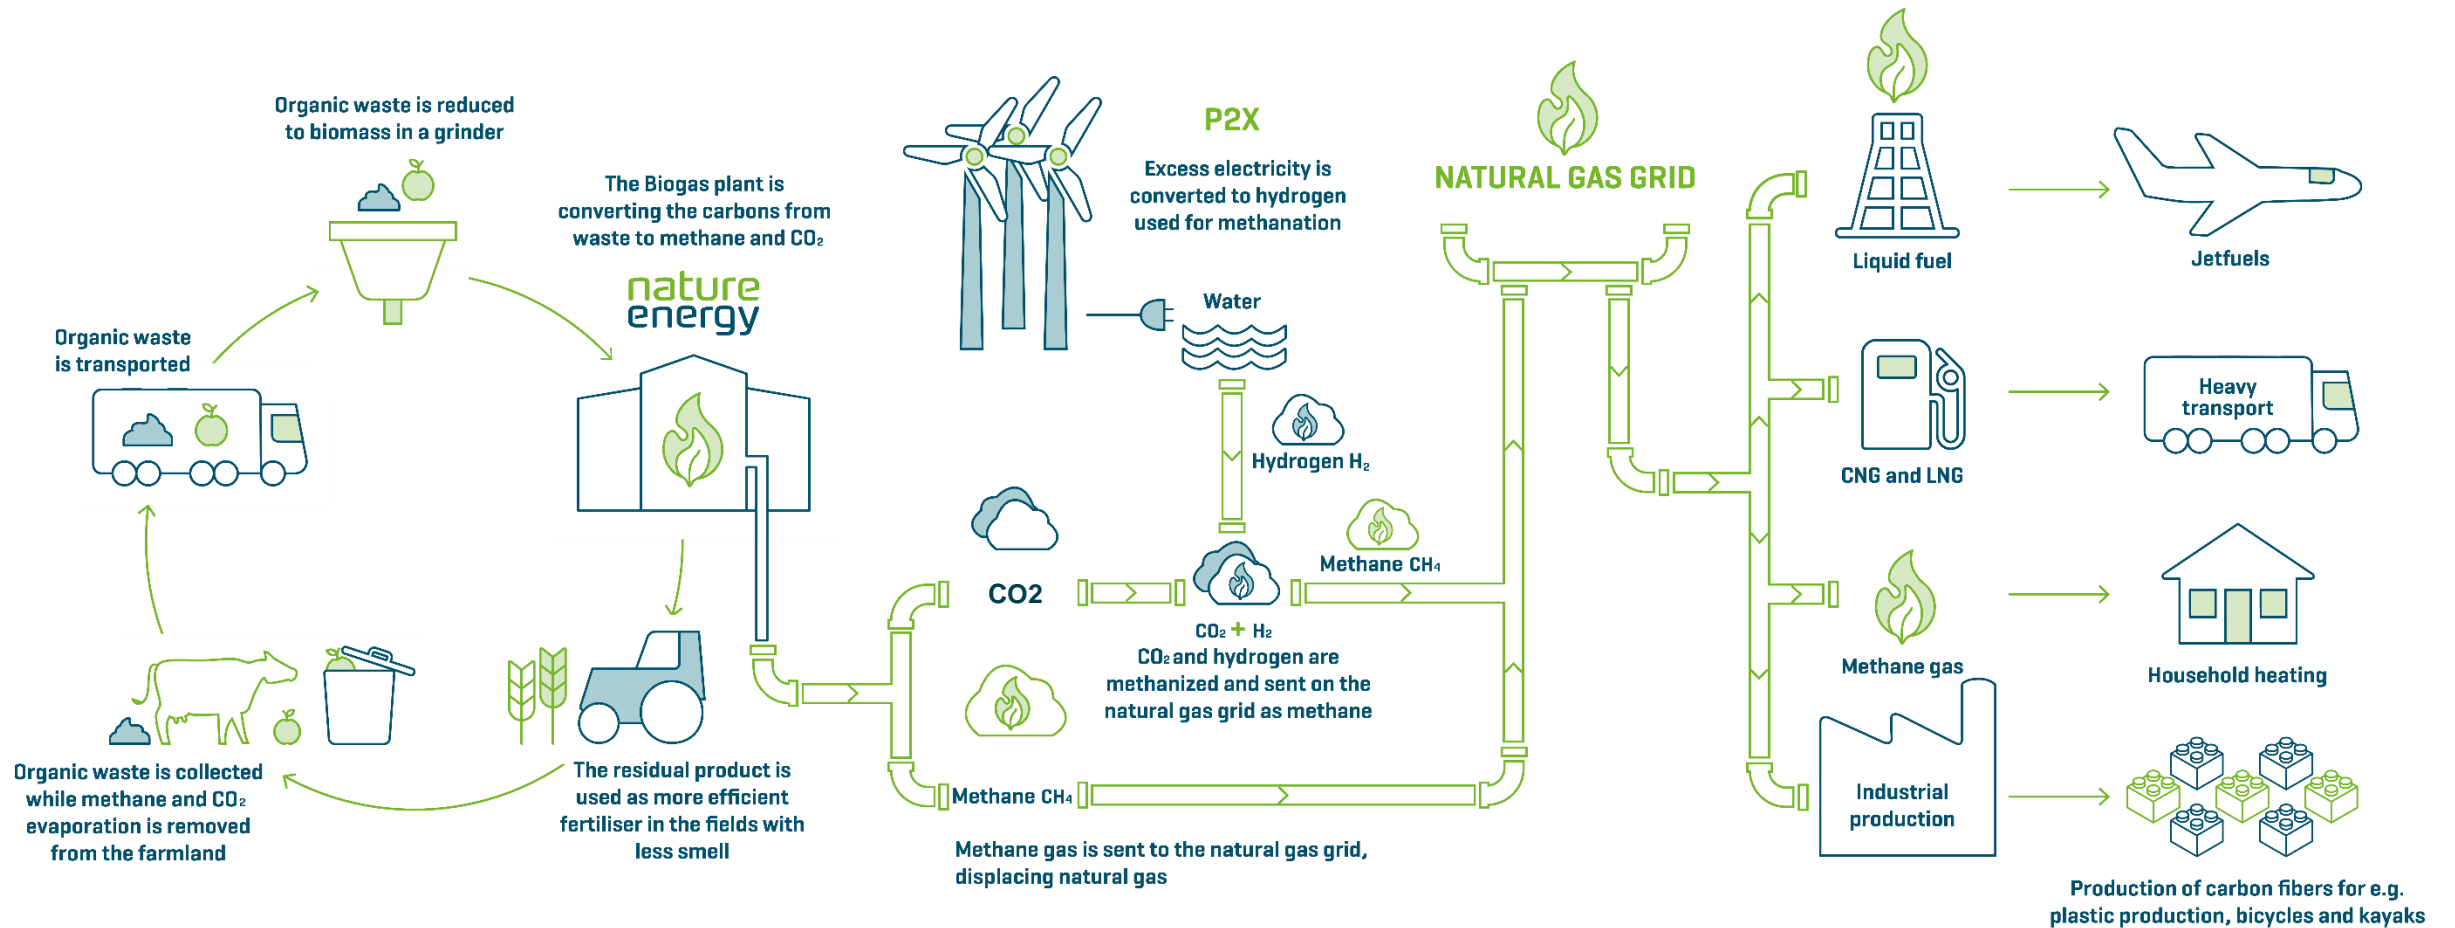 Organic waste is reduced
to biomass in a grinder
The Biogas plant is
converting the carbons from
waste to methane and CO₂
nature
energy
Organic waste
is transported
Organic waste is collected
while methane and CO₂
evaporation is removed
from the farmland
The residual product is
used as more efficient
fertiliser in the fields with
less smell
P2X
Excess electricity is
converted to hydrogen
used for methanation
Water
Hydrogen H₂
CO2
Methane CH₄
CO₂ + H₂
CO₂ and hydrogen are
methanized and sent on the
natural gas grid as methane
Methane CH₄
Methane gas is sent to the natural gas grid,
displacing natural gas
NATURAL GAS GRID
Liquid fuel
Jetfuels
CNG and LNG
Heavy
transport
Methane gas
Household heating
Industrial
production
Production of carbon fibers for e.g.
plastic production, bicycles and kayaks